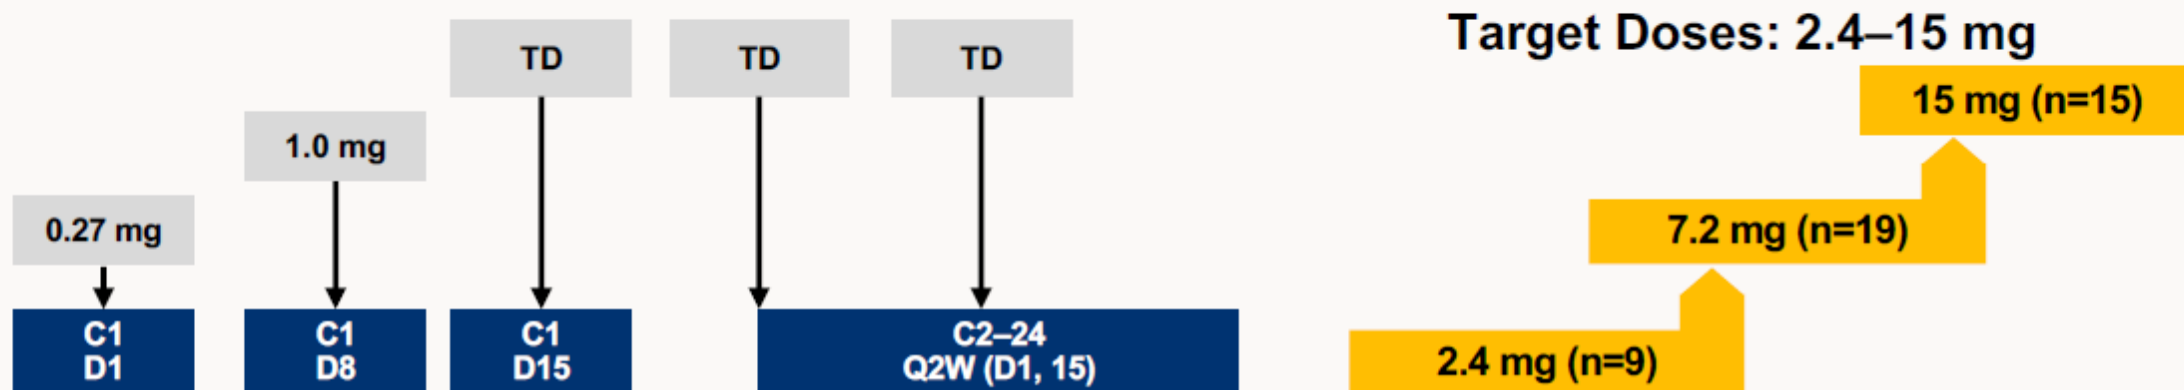 TD
TD
TD
1.0 mg
0.27 mg
C1
D1
C1
D8
C1
D15
C2–24
Q2W (D1, 15)
Target Doses: 2.4–15 mg
15 mg (n=15)
7.2 mg (n=19)
2.4 mg (n=9)